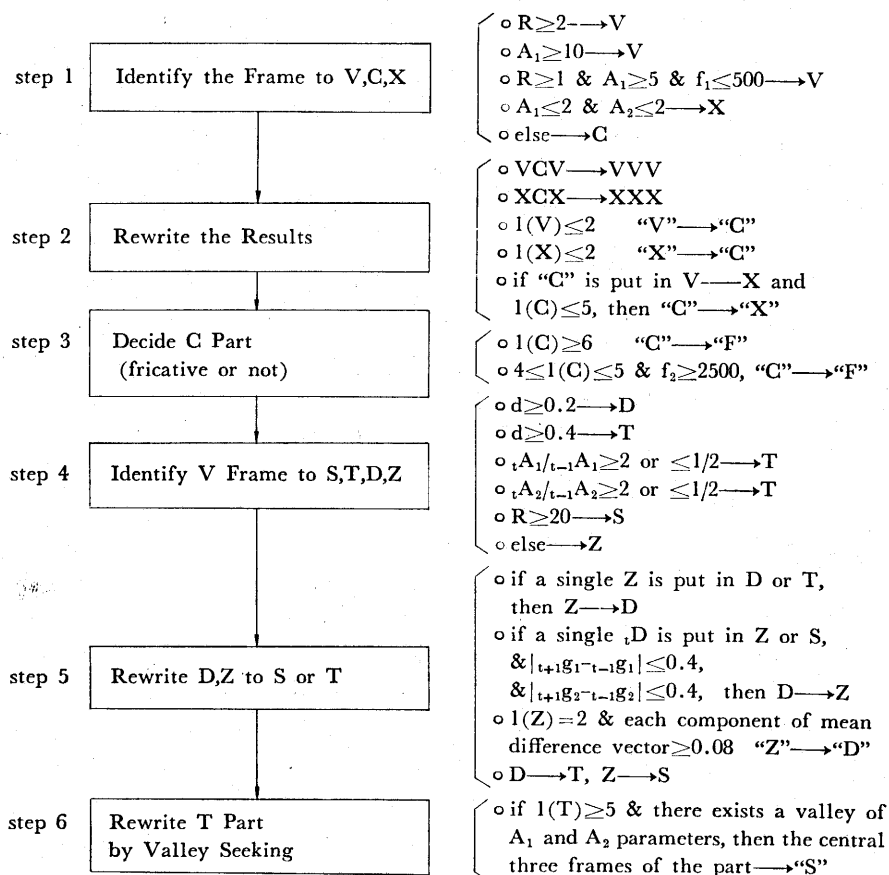 step 1
Identify the Frame to V,C,X
o R≥2-→V
o A₁≥10→V
o R≥1 & A₁≥5 & f₁≤500→V
o A₁≤2 & A₂≤2→X
o else→C
step 2
Rewrite the Results
o VCV→VVV
o XCX→XXX
o l(V)≤2 “V”→“C”
o l(X)≤2 “X”→“C”
o if “C” is put in V-—X and
l(C)≤5, then “C”→“X”
step 3
Decide C Part
(fricative or not)
o l(C)≥6 “C”→“F”
o 4≤l(C)≤5 & f₂≥2500, “C”→“F”
step 4
Identify V Frame to S,T,D,Z
o d≥0.2→D
o d≥0.4→T
o ₜA₁/ₜ₋₁A₁≥2 or ≤1/2→T
o ₜA₂/ₜ₋₁A₂≥2 or ≤1/2→T
o R≥20→S
o else→Z
step 5
Rewrite D,Z to S or T
o if a single Z is put in D or T,
then Z→D
o if a single ₜD is put in Z or S,
&|ₜ₊₁g₁-ₜ₋₁g₁|≤0.4,
&|ₜ₊₁g₂-ₜ₋₁g₂|≤0.4, then D→Z
o l(Z)=2 & each component of mean
difference vector≥0.08 “Z”→“D”
o D→T, Z→S
step 6
Rewrite T Part
by Valley Seeking
o if l(T)≥5 & there exists a valley of
A₁ and A₂ parameters, then the central
three frames of the part→“S”